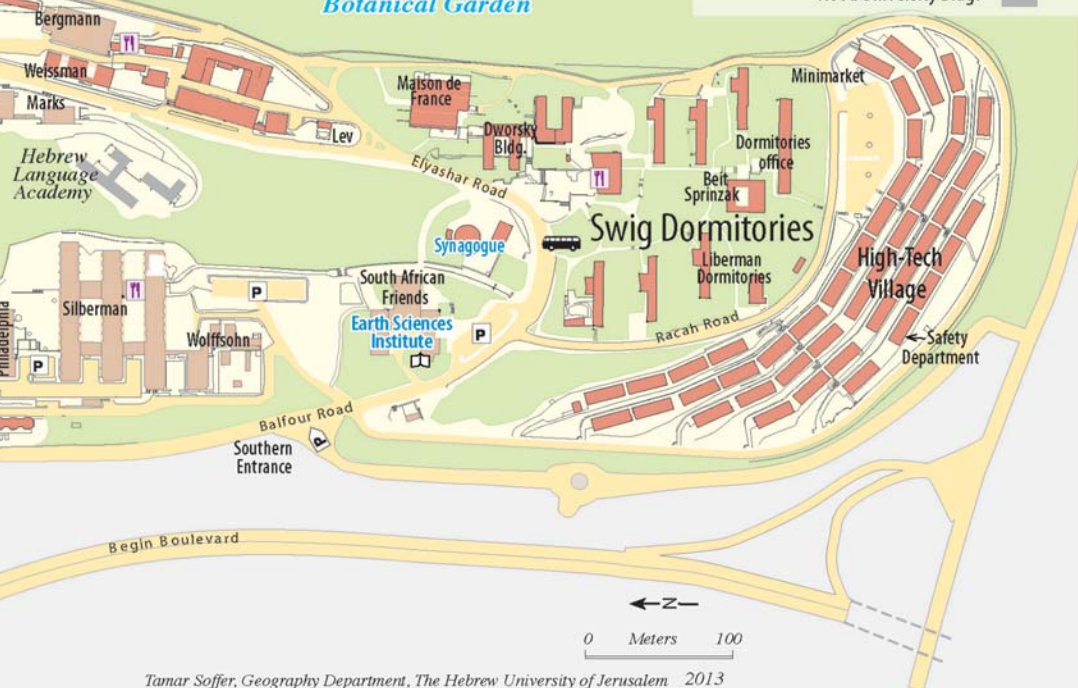 Botanical Garden
Bergmann
Weissman
Marks
Lev
Maison de
France
Dworsky
Bldg.
Minimarket
Dormitories
office
Beit
Sprinzak
Hebrew
Language
Academy
Elyashar Road
Synagogue
Swig Dormitories
Liberman
Dormitories
High-Tech
Village
South African
Friends
Earth Sciences
Institute
P
P
P
Silberman
Philadelphia
Wolffsohn
Racah Road
Safety
Department
Balfour Road
P
Southern
Entrance
Begin Boulevard
N
0 Meters 100
Tamar Soffer, Geography Department, The Hebrew University of Jerusalem 2013